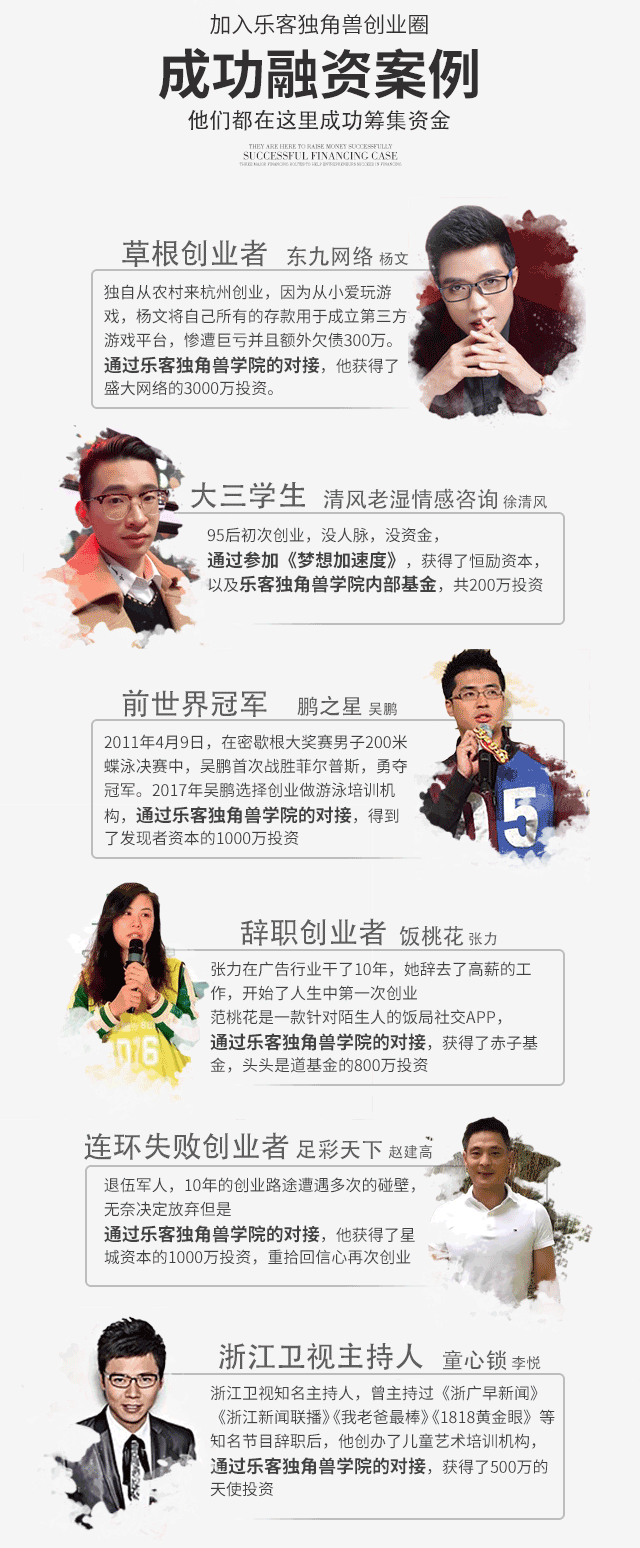 加入乐客独角兽创业圈
成功融资案例
他们都在这里成功筹集资金
THEY ARE HERE TO RAISE MONEY SUCCESSFULLY
SUCCESSFUL FINANCING CASE
草根创业者 东九网络 杨文
独自从农村来杭州创业，因为从小爱玩游
戏，杨文将自己所有的存款用于成立第三方
游戏平台，惨遭巨亏并且额外欠债300万。
通过乐客独角兽学院的对接，他获得了
盛大网络的3000万投资。
大三学生 清风老湿情感咨询 徐清风
95后初次创业，没人脉，没资金，
通过参加《梦想加速度》，获得了恒励资本，
以及乐客独角兽学院内部基金，共200万投资
前世界冠军 鹏之星 吴鹏
2011年4月9日，在密歇根大奖赛男子200米
蝶泳决赛中，吴鹏首次战胜菲尔普斯，勇夺
冠军。2017年吴鹏选择创业做游泳培训机
构，通过乐客独角兽学院的对接，得到
了发现者资本的1000万投资
5
辞职创业者 饭桃花 张力
张力在广告行业干了10年，她辞去了高薪的工
作，开始了人生中第一次创业
范桃花是一款针对陌生人的饭局社交APP，
通过乐客独角兽学院的对接，获得了赤子基
金，头头是道基金的800万投资
连环失败创业者 足彩天下 赵建高
退伍军人，10年的创业路途遭遇多次的碰壁，
无奈决定放弃但是
通过乐客独角兽学院的对接，他获得了星
城资本的1000万投资，重拾回信心再次创业
浙江卫视主持人 童心锁 李悦
浙江卫视知名主持人，曾主持过《浙广早新闻》
《浙江新闻联播》《我老爸最棒》《1818黄金眼》等
知名节目辞职后，他创办了儿童艺术培训机构，
通过乐客独角兽学院的对接，获得了500万的
天使投资